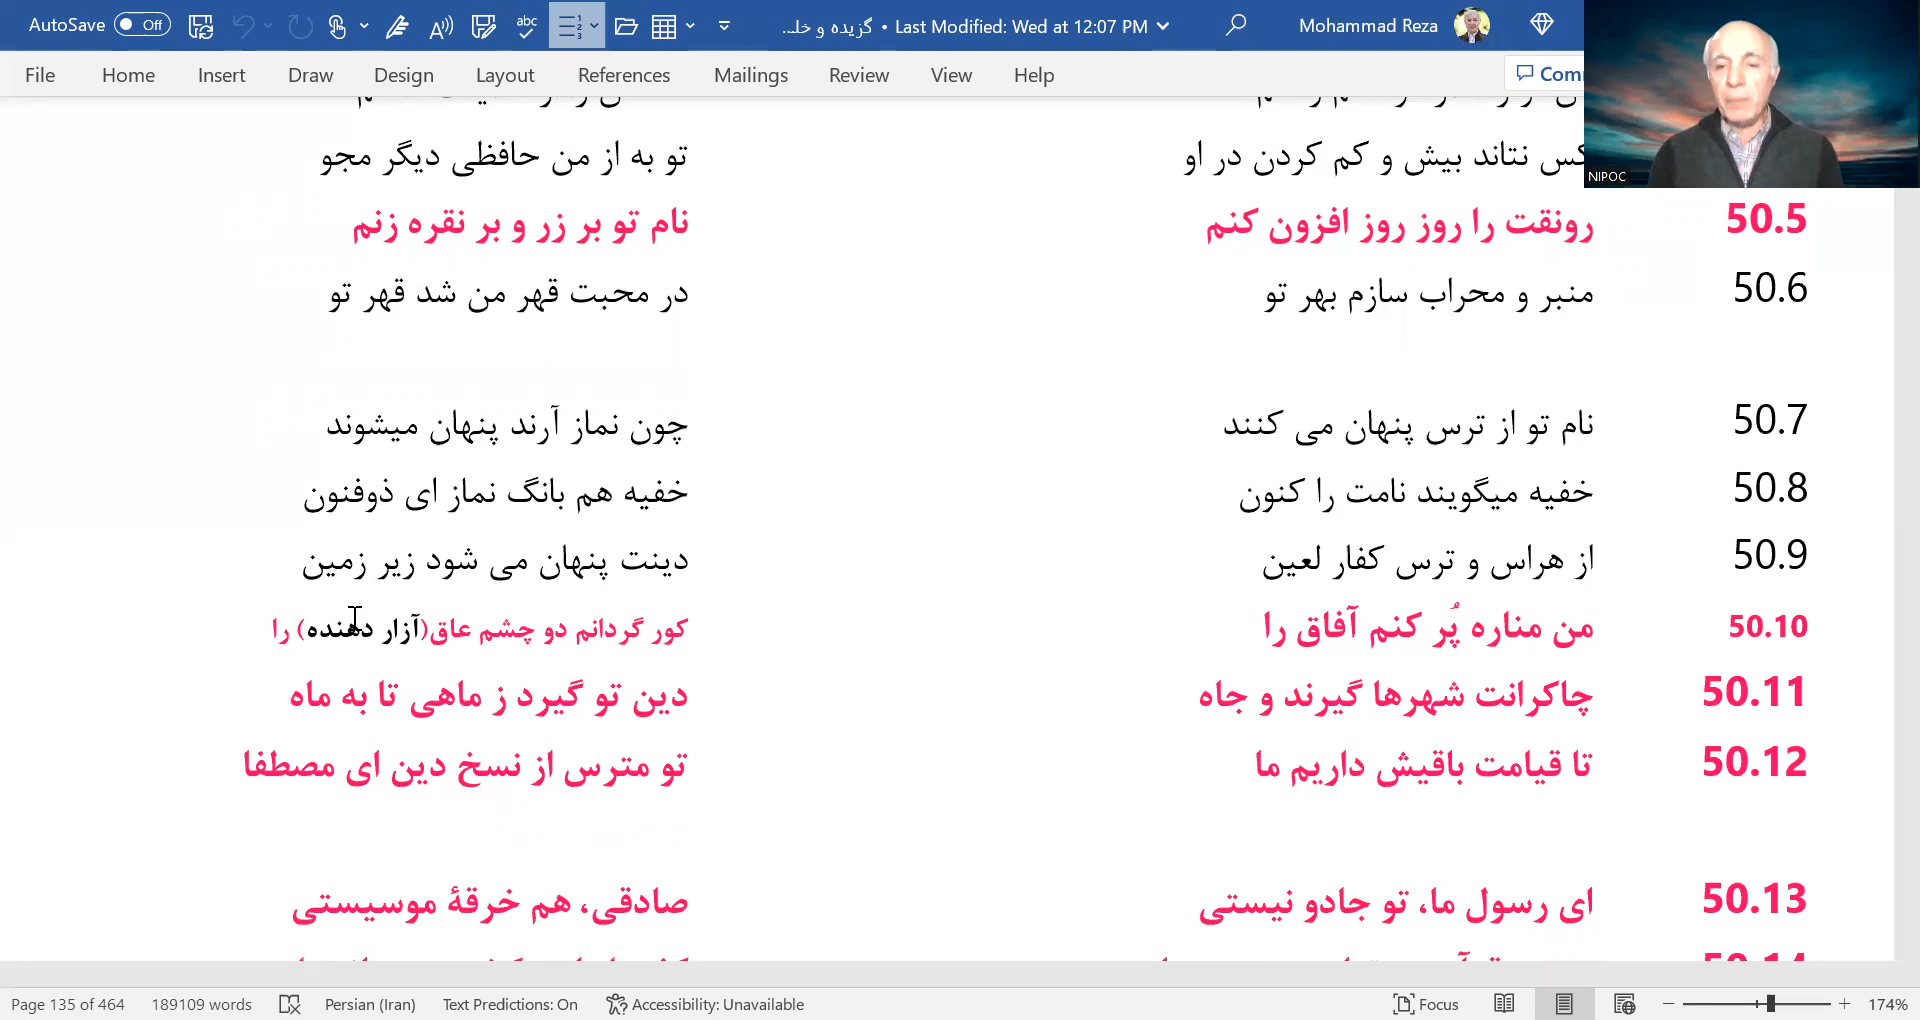 AutoSave Off abc گزیده و خلـ... • Last Modified: Wed at 12:07 PM Mohammad Reza
File Home Insert Draw Design Layout References Mailings Review View Help
NIPOC
کس نتاند بیش و کم کردن در او تو به از من حافظی دیگر مجو
50.5 رونقت را روز روز افزون کنم نام تو بر زر و بر نقره زنم
50.6 منبر و محراب سازم بهر تو در محبت قهر من شد قهر تو
50.7 نام تو از ترس پنهان می کنند چون نماز آرند پنهان میشوند
50.8 خفیه میگویند نامت را کنون خفیه هم بانگ نماز ای ذوفنون
50.9 از هراس و ترس کفار لعین دینت پنهان می شود زیر زمین
50.10 من مناره پُر کنم آفاق را کور گردانم دو چشم عاق(آزار دهنده) را
50.11 چاکرانت شهرها گیرند و جاه دین تو گیرد ز ماهی تا به ماه
50.12 تا قیامت باقیش داریم ما تو مترس از نسخ دین ای مصطفا
50.13 ای رسول ما، تو جادو نیستی صادقی، هم خرقهٔ موسیستی
Page 135 of 464 189109 words Persian (Iran) Text Predictions: On Accessibility: Unavailable Focus 174%